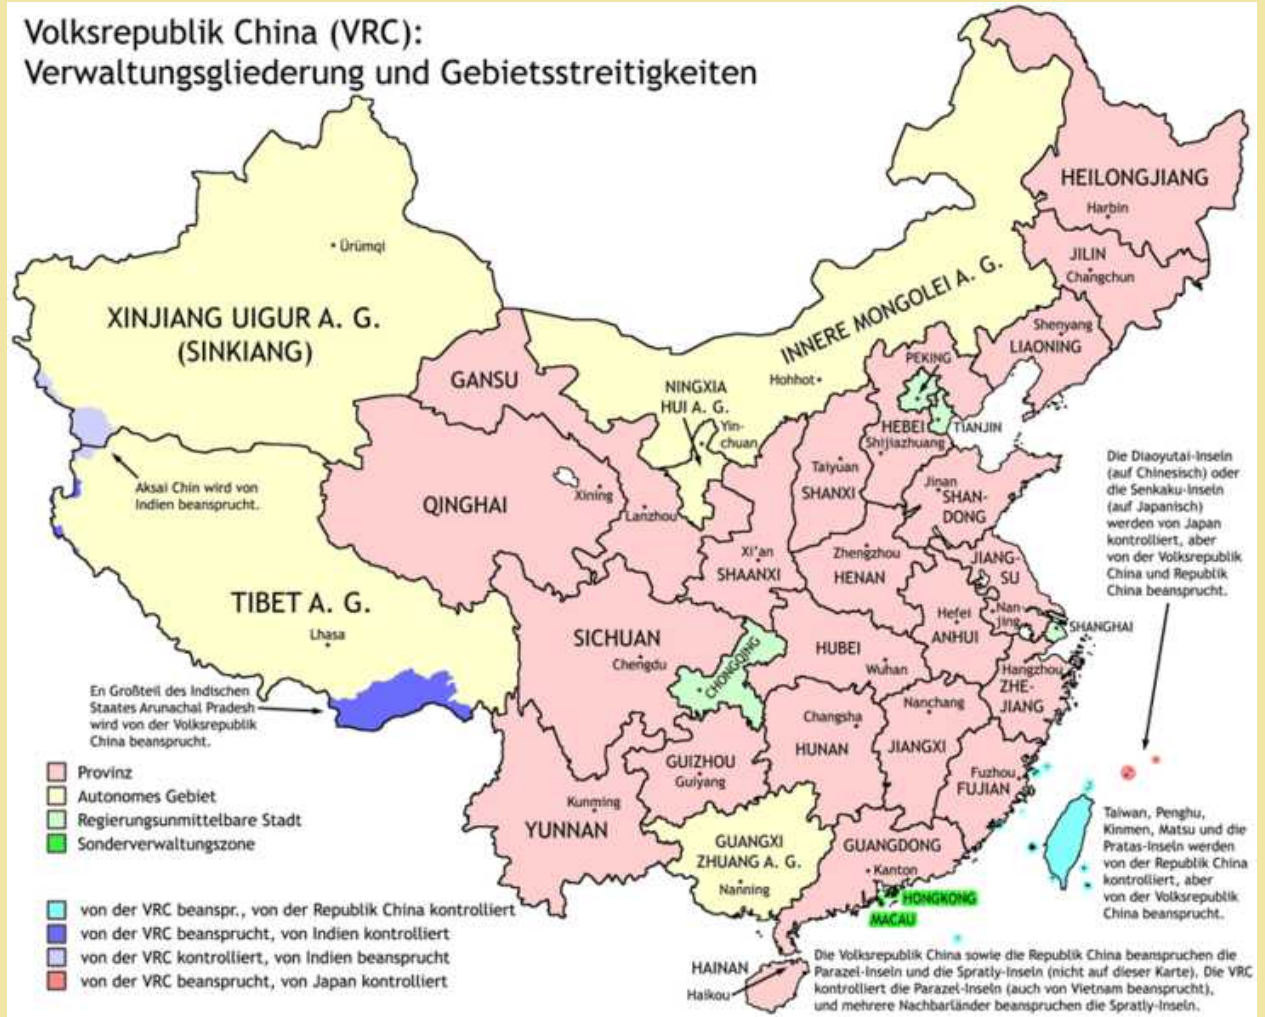 Volksrepublik China (VRC):
Verwaltungsgliederung und Gebietsstreitigkeiten
HEILONGJIANG
Harbin
JILIN
Changchun
Ürümqi
XINJIANG UIGUR A. G.
(SINKIANG)
INNERE MONGOLEI A. G.
Hohhot
Shenyang
LIAONING
PEKING
GANSU
NINGXIA
HUI A. G.
Yin-
chuan
HEBEI
TIANJIN
Shijiazhuang
Taiyuan
SHANXI
Jinan
SHAN-
DONG
Aksai Chin wird von
Indien beansprucht.
QINGHAI
Xining
Lanzhou
Die Diaoyutai-Inseln
(auf Chinesisch) oder
die Senkaku-Inseln
(auf Japanisch)
werden von Japan
kontrolliert, aber
von der Volksrepublik
China und Republik
China beansprucht.
Xi'an
SHAANXI
Zhengzhou
HENAN
JIANG-
SU
TIBET A. G.
Lhasa
SICHUAN
Chengdu
CHONGQING
HUBEI
Wuhan
Hefei
ANHUI
Nan-
jing
SHANGHAI
Hangzhou
ZHE-
JIANG
En Großteil des Indischen
Staates Arunachal Pradesh
wird von der Volksrepublik
China beansprucht.
Changsha
HUNAN
Nanchang
JIANGXI
GUIZHOU
Guiyang
Fuzhou
FUJIAN
Kunming
YUNNAN
GUANGXI
ZHUANG A. G.
Nanning
GUANGDONG
Kanton
HONGKONG
MACAU
Taiwan, Penghu,
Kinmen, Matsu und die
Pratas-Inseln werden
von der Republik China
kontrolliert, aber
von der Volksrepublik
China beansprucht.
Provinz
Autonomes Gebiet
Regierungsunmittelbare Stadt
Sonderverwaltungszone
von der VRC beanspr., von der Republik China kontrolliert
von der VRC beansprucht, von Indien kontrolliert
von der VRC kontrolliert, von Indien beansprucht
von der VRC beansprucht, von Japan kontrolliert
HAINAN
Haikou
Die Volksrepublik China sowie die Republik China beanspruchen die
Parazel-Inseln und die Spratly-Inseln (nicht auf dieser Karte). Die VRC
kontrolliert die Parazel-Inseln (auch von Vietnam beansprucht),
und mehrere Nachbarländer beanspruchen die Spratly-Inseln.